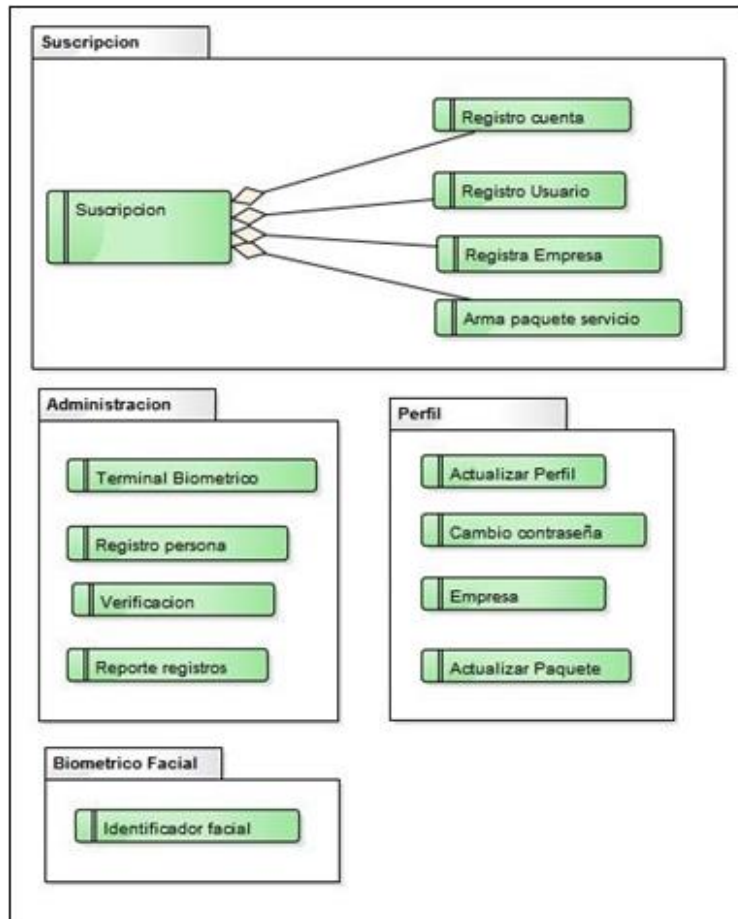 Suscripcion
Registro cuenta
Suscripcion
Registro Usuario
Registra Empresa
Arma paquete servicio
Administracion
Terminal Biometrico
Registro persona
Verificacion
Reporte registros
Perfil
Actualizar Perfil
Cambio contraseña
Empresa
Actualizar Paquete
Biometrico Facial
Identificador facial